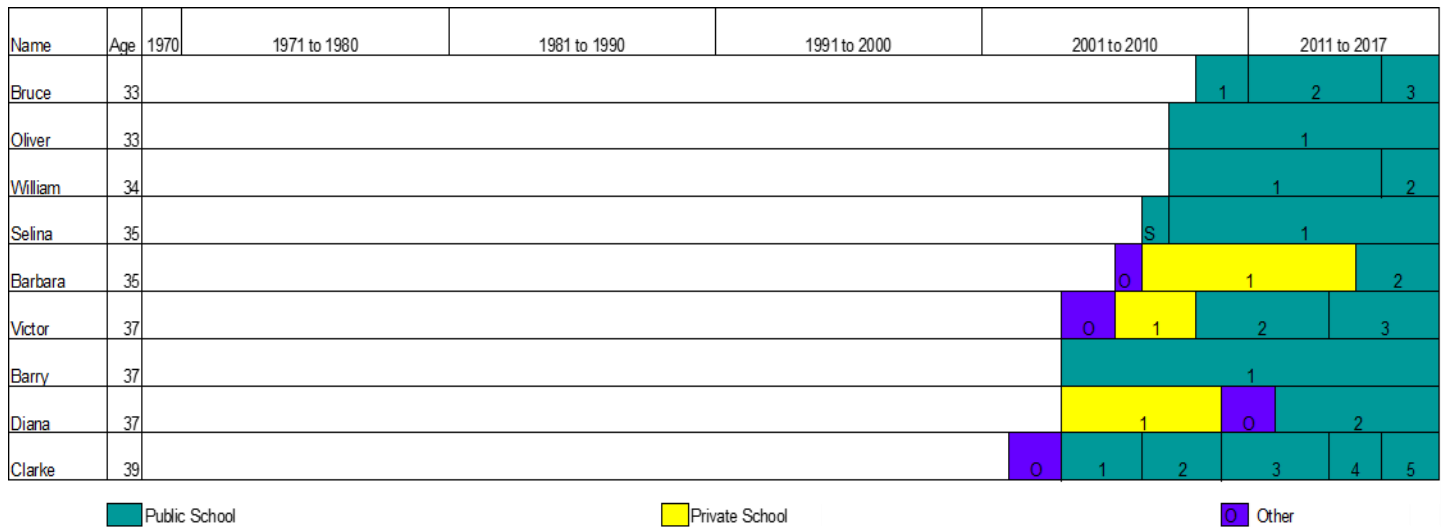 Name Age 1970 1971 to 1980 1981 to 1990 1991 to 2000 2001 to 2010 2011 to 2017
Bruce 33 1 2 3
Oliver 33 1
William 34 1 2
Selina 35 S 1
Barbara 35 O 1 2
Victor 37 O 1 2 3
Barry 37 1
Diana 37 1 O 2
Clarke 39 O 1 2 3 4 5
Public School Private School O Other